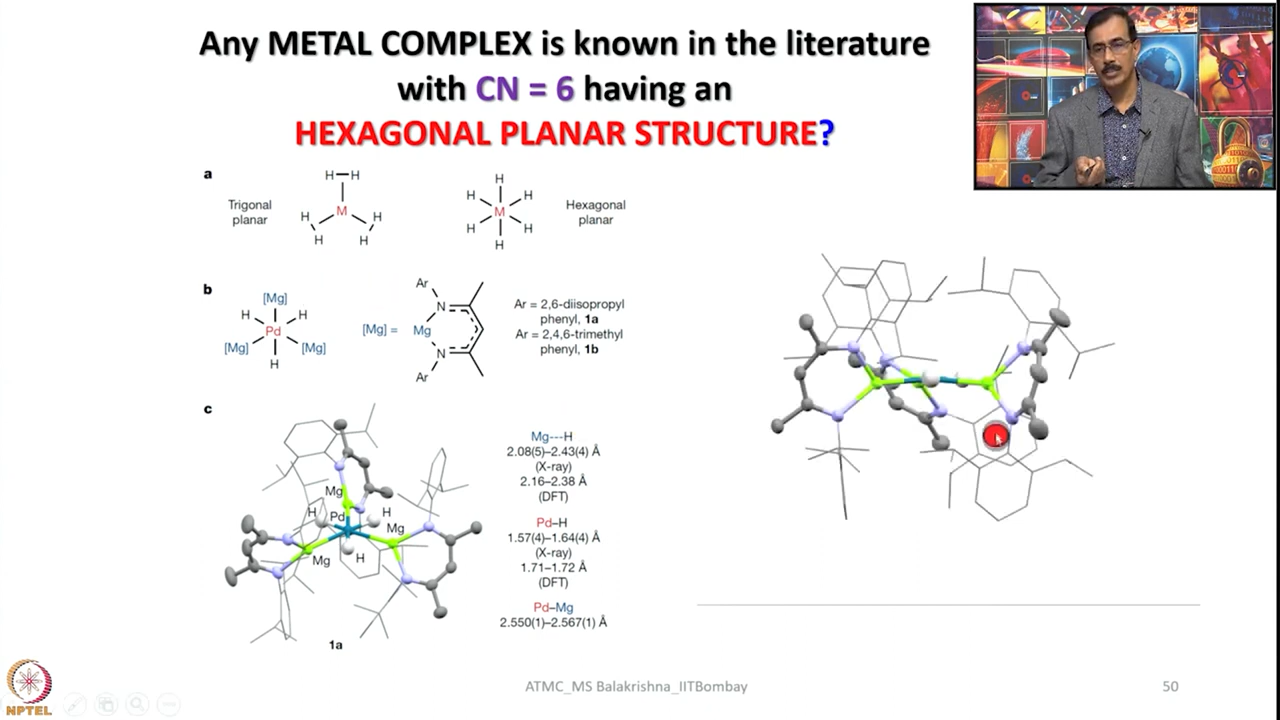 Any METAL COMPLEX is known in the literature
with CN = 6 having an
HEXAGONAL PLANAR STRUCTURE?
a
Trigonal
planar
H H
H M H
H H
H
H H
M
H H
H
Hexagonal
planar
b
[Mg]
H H
Pd
[Mg] [Mg]
H
[Mg] =
Ar
N
Mg
N
Ar
Ar = 2,6-diisopropyl
phenyl, 1a
Ar = 2,4,6-trimethyl
phenyl, 1b
c
Mg
H Pd H
Mg
Mg H
1a
Mg---H
2.08(5)–2.43(4) Å
(X-ray)
2.16–2.38 Å
(DFT)
Pd–H
1.57(4)–1.64(4) Å
(X-ray)
1.71–1.72 Å
(DFT)
Pd–Mg
2.550(1)–2.567(1) Å
NPTEL
ATMC_MS Balakrishna_IITBombay
50